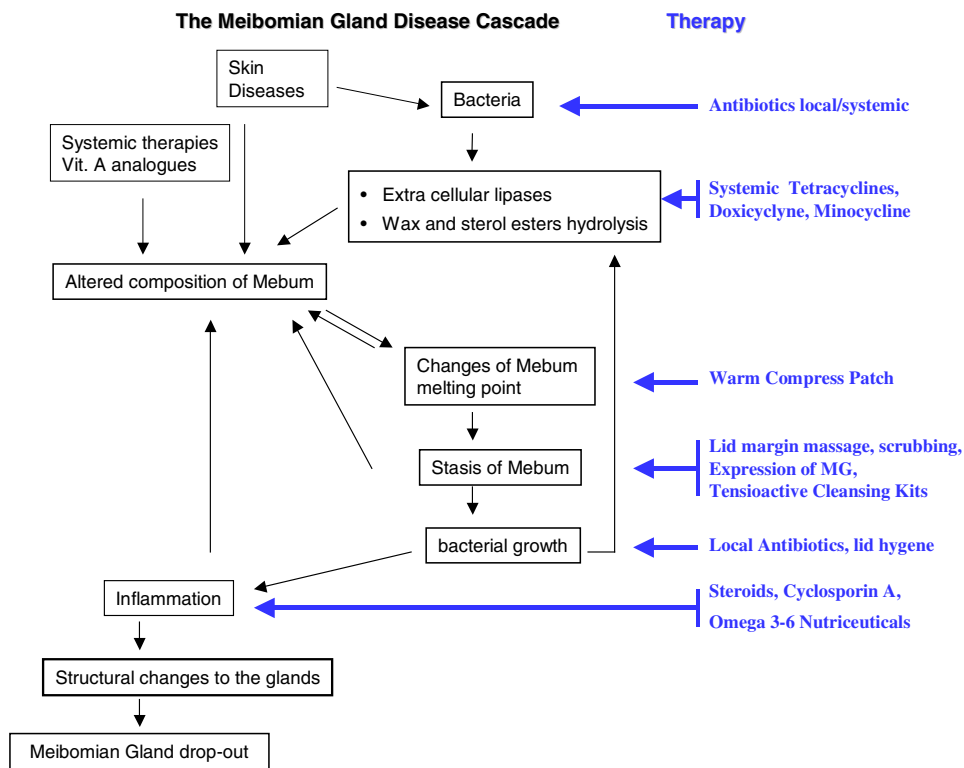 The Meibomian Gland Disease Cascade
Therapy
Skin
Diseases
Bacteria
Antibiotics local/systemic
Systemic therapies
Vit. A analogues
• Extra cellular lipases
• Wax and sterol esters hydrolysis
Systemic Tetracyclines,
Doxicyclyne, Minocycline
Altered composition of Mebum
Changes of Mebum
melting point
Warm Compress Patch
Stasis of Mebum
Lid margin massage, scrubbing,
Expression of MG,
Tensioactive Cleansing Kits
bacterial growth
Local Antibiotics, lid hygene
Inflammation
Steroids, Cyclosporin A,
Omega 3-6 Nutriceuticals
Structural changes to the glands
Meibomian Gland drop-out